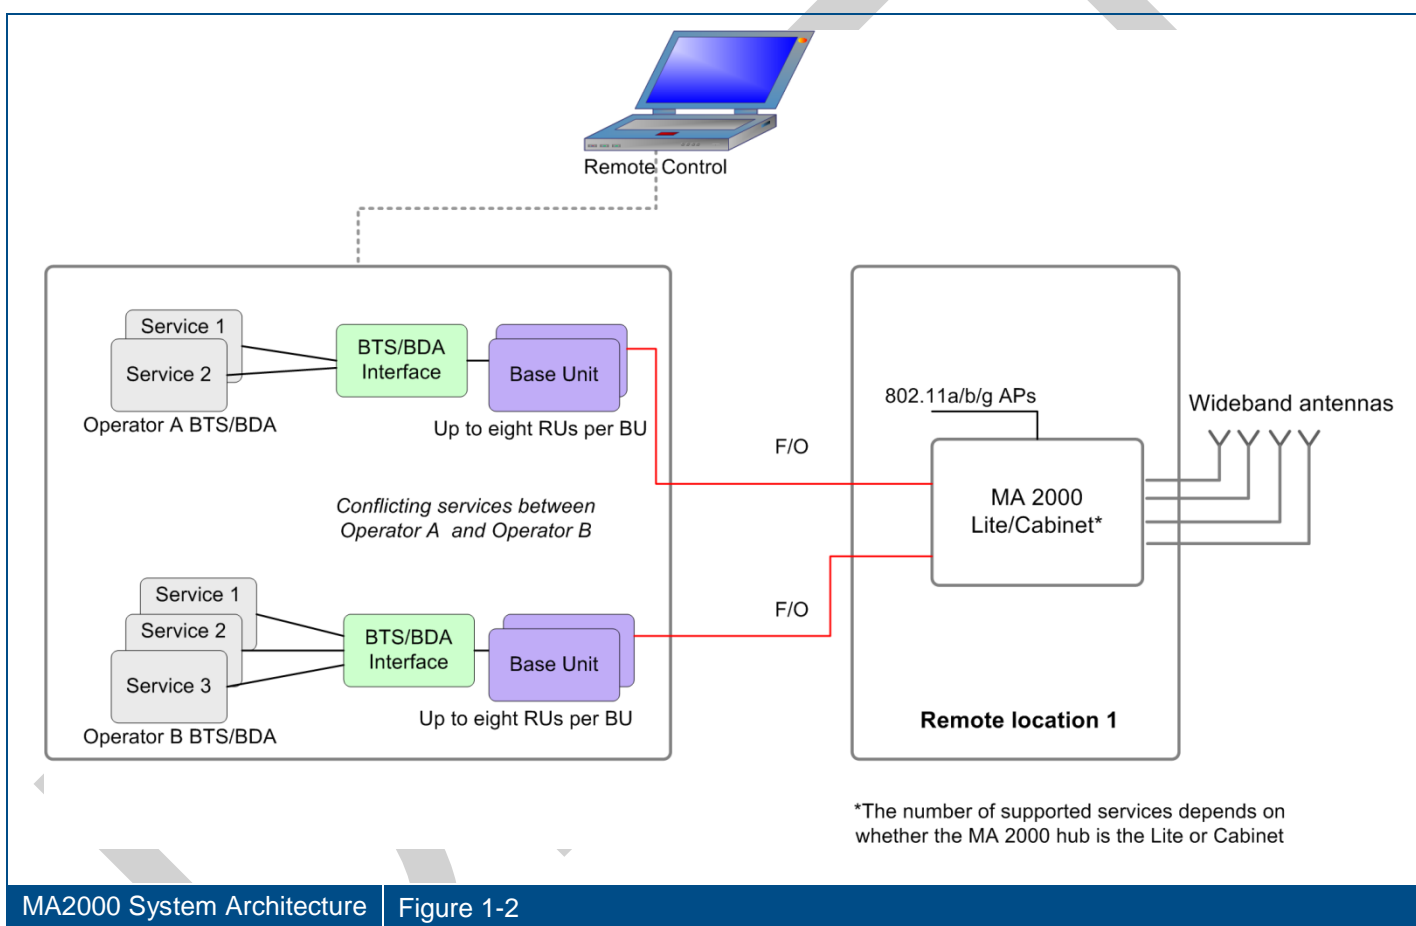 Remote Control
Service 1
Service 2
Operator A BTS/BDA
BTS/BDA
Interface
Base Unit
Up to eight RUs per BU
Conflicting services between
Operator A and Operator B
Service 1
Service 2
Service 3
Operator B BTS/BDA
BTS/BDA
Interface
Base Unit
Up to eight RUs per BU
F/O
F/O
802.11a/b/g APs
MA 2000
Lite/Cabinet*
Remote location 1
Wideband antennas
*The number of supported services depends on
whether the MA 2000 hub is the Lite or Cabinet
MA2000 System Architecture
Figure 1-2